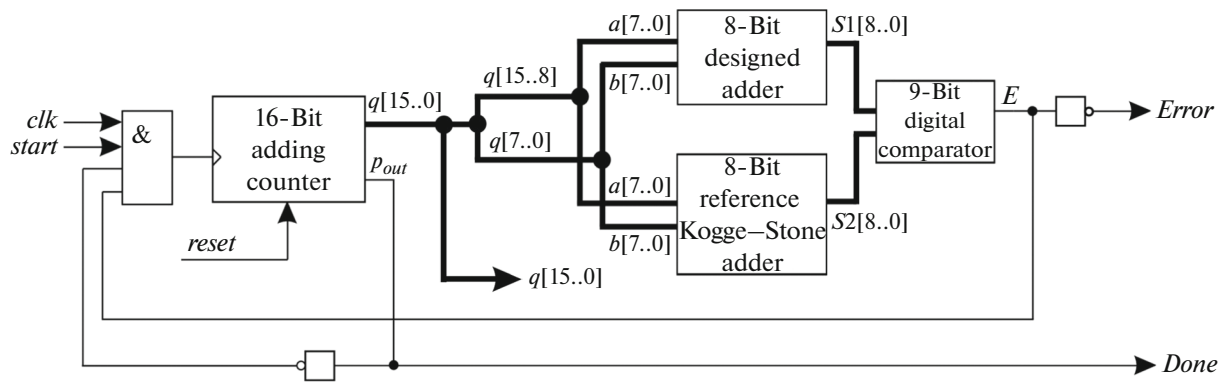 clk
start
&
16-Bit
adding
counter
reset
q[15..0]
p_out
q[15..8]
q[7..0]
q[15..0]
a[7..0]
b[7..0]
8-Bit
designed
adder
S1[8..0]
a[7..0]
b[7..0]
8-Bit
reference
Kogge–Stone
adder
S2[8..0]
9-Bit
digital
comparator
E
Error
Done